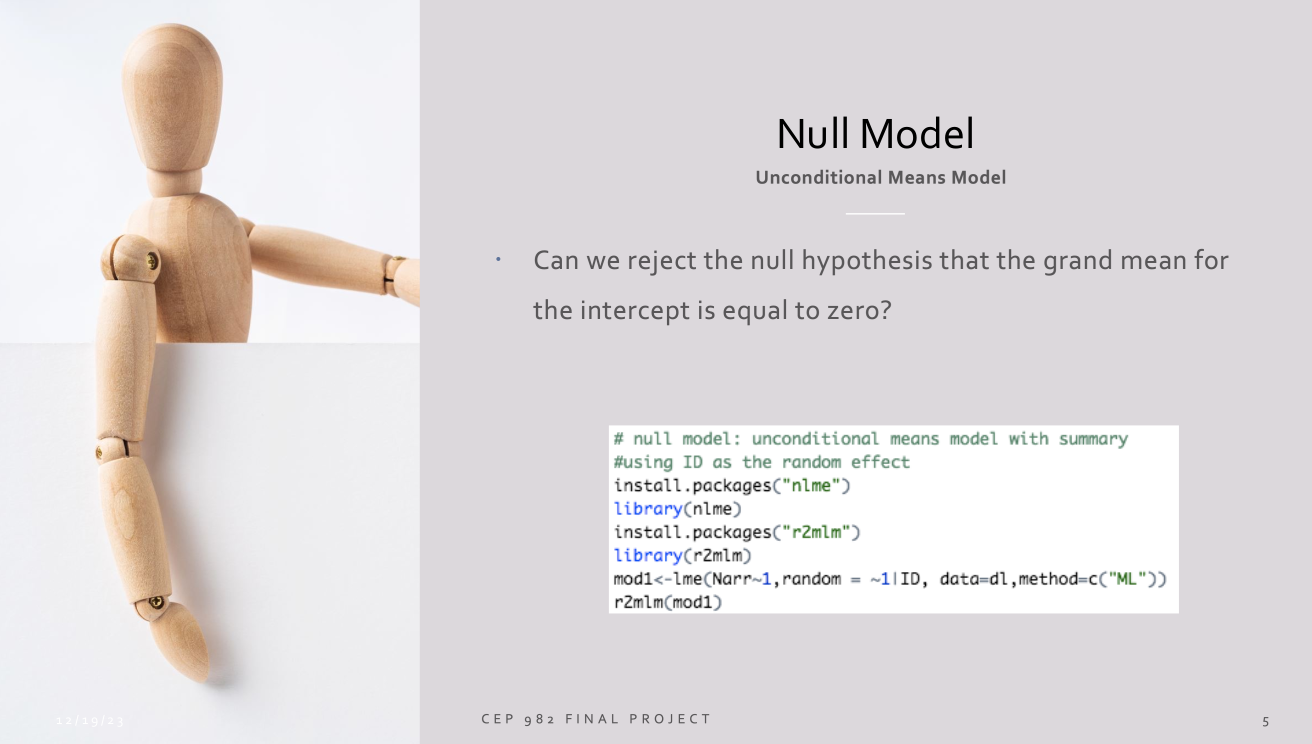 Null Model
Unconditional Means Model
• Can we reject the null hypothesis that the grand mean for
the intercept is equal to zero?
# null model: unconditional means model with summary
#using ID as the random effect
install.packages("nlme")
library(nlme)
install.packages("r2mlm")
library(r2mlm)
mod1<-lme(Narr~1,random = ~1|ID, data=dl,method=c("ML"))
r2mlm(mod1)
12/19/23
CEP 982 FINAL PROJECT
5